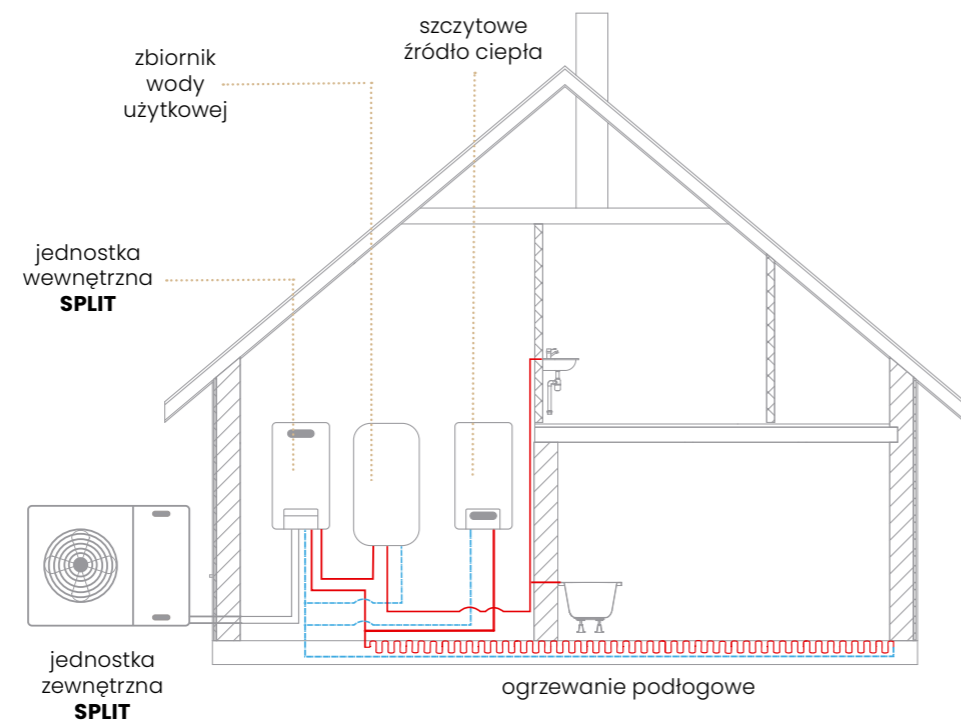 szczytowe
źródło ciepła
zbiornik
wody
użytkowej
jednostka
wewnętrzna
SPLIT
jednostka
zewnętrzna
SPLIT
ogrzewanie podłogowe